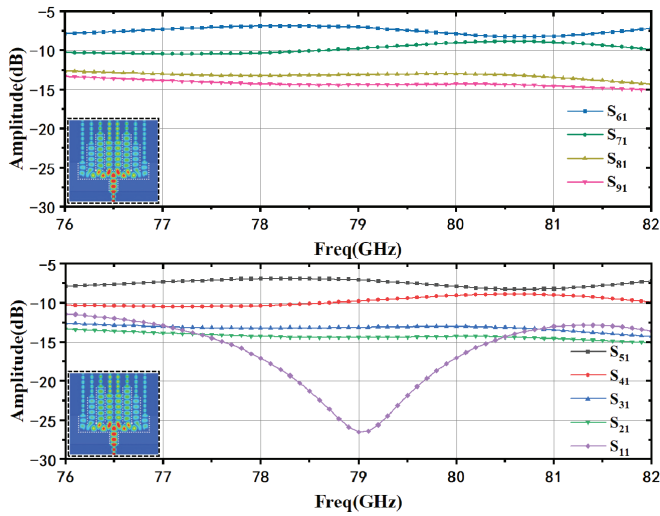 -5
-10
-15
-20
-25
-30
Amplitude(dB)
S61
S71
S81
S91
76 77 78 79 80 81 82
Freq(GHz)
-5
-10
-15
-20
-25
-30
Amplitude(dB)
S51
S41
S31
S21
S11
76 77 78 79 80 81 82
Freq(GHz)